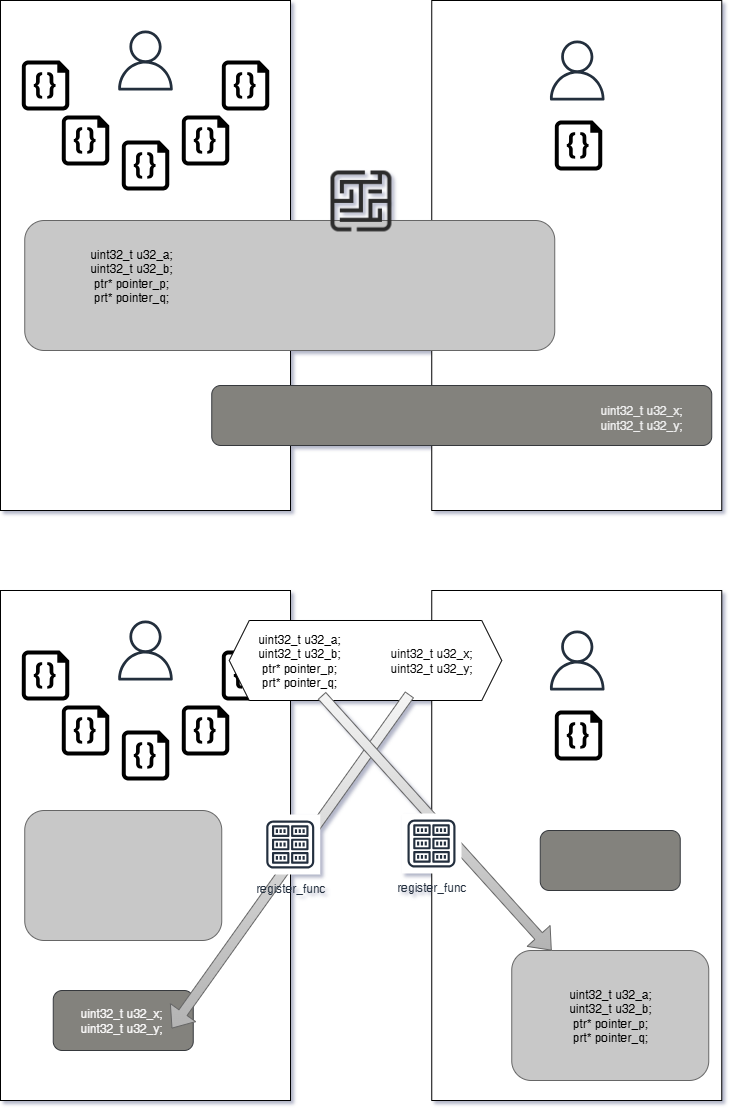 {}
{}
{}
{}
{}
{}
uint32_t u32_a;
uint32_t u32_b;
ptr* pointer_p;
prt* pointer_q;
uint32_t u32_x;
uint32_t u32_y;
uint32_t u32_a;
uint32_t u32_b;
ptr* pointer_p;
prt* pointer_q;
uint32_t u32_x;
uint32_t u32_y;
{}
{
{}
{}
{}
{}
register_func
register_func
uint32_t u32_x;
uint32_t u32_y;
uint32_t u32_a;
uint32_t u32_b;
ptr* pointer_p;
prt* pointer_q;